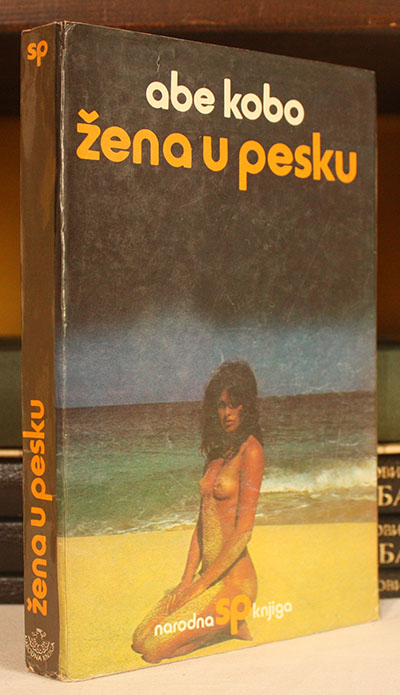 sp
žena u pesku
abe kobo
žena u pesku
narodna sp knjiga